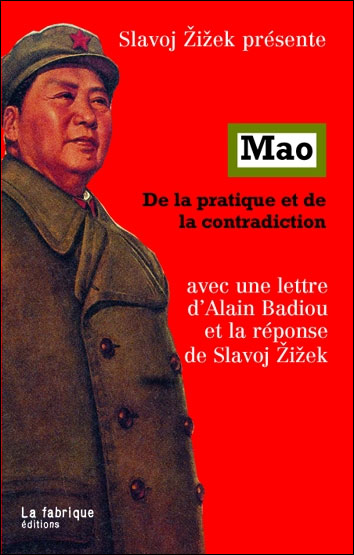 Slavoj Žižek présente
Mao
De la pratique et de
la contradiction
avec une lettre
d'Alain Badiou
et la réponse
de Slavoj Žižek
La fabrique
éditions